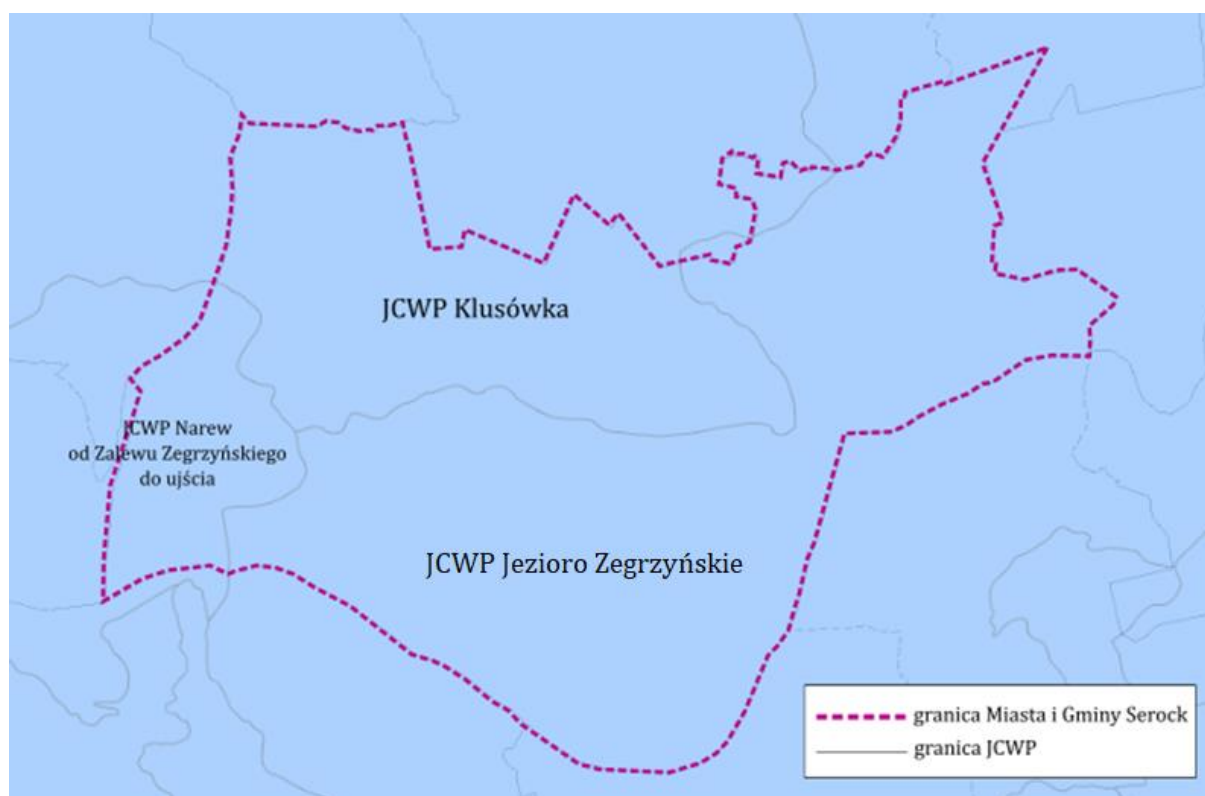 JCWP Klusówka
JCWP Narew
od Zalewu Zegrzyńskiego
do ujścia
JCWP Jezioro Zegrzyńskie
granica Miasta i Gminy Serock
granica JCWP